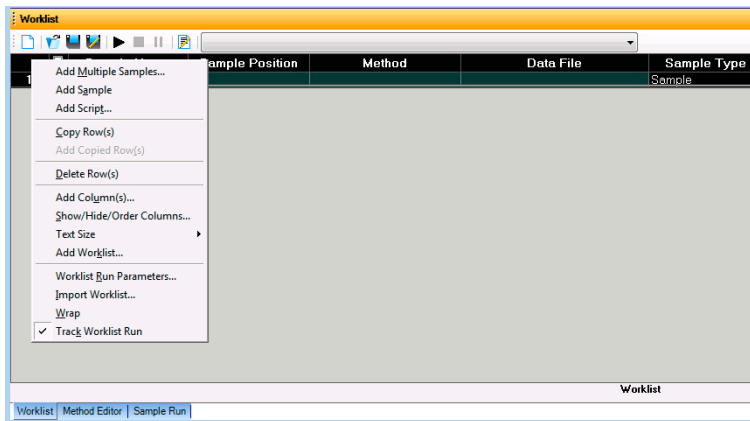 Worklist
Sample Position Method Data File Sample Type
1 Sample
Add Multiple Samples...
Add Sample
Add Script...
Copy Row(s)
Add Copied Row(s)
Delete Row(s)
Add Column(s)...
Show/Hide/Order Columns...
Text Size
Add Worklist...
Worklist Run Parameters...
Import Worklist...
Wrap
✓ Track Worklist Run
Worklist
Worklist Method Editor Sample Run